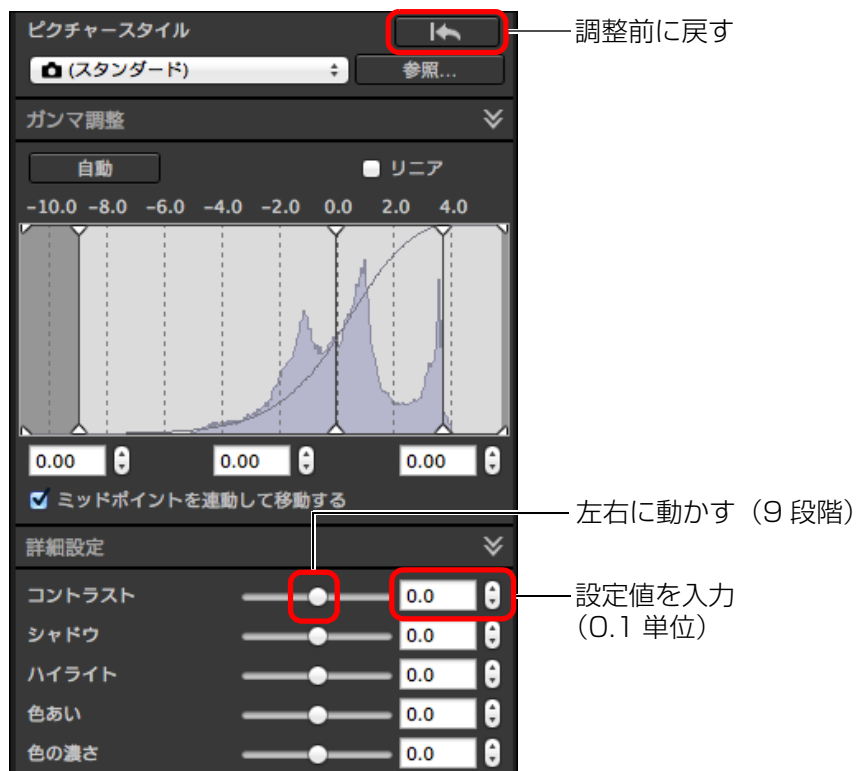 ピクチャースタイル
調整前に戻す
(スタンダード)
参照...
ガンマ調整
自動
リニア
-10.0 -8.0 -6.0 -4.0 -2.0 0.0 2.0 4.0
0.00 0.00 0.00
ミッドポイントを連動して移動する
左右に動かす（9 段階）
詳細設定
コントラスト 0.0
設定値を入力
（0.1 単位）
シャドウ 0.0
ハイライト 0.0
色あい 0.0
色の濃さ 0.0